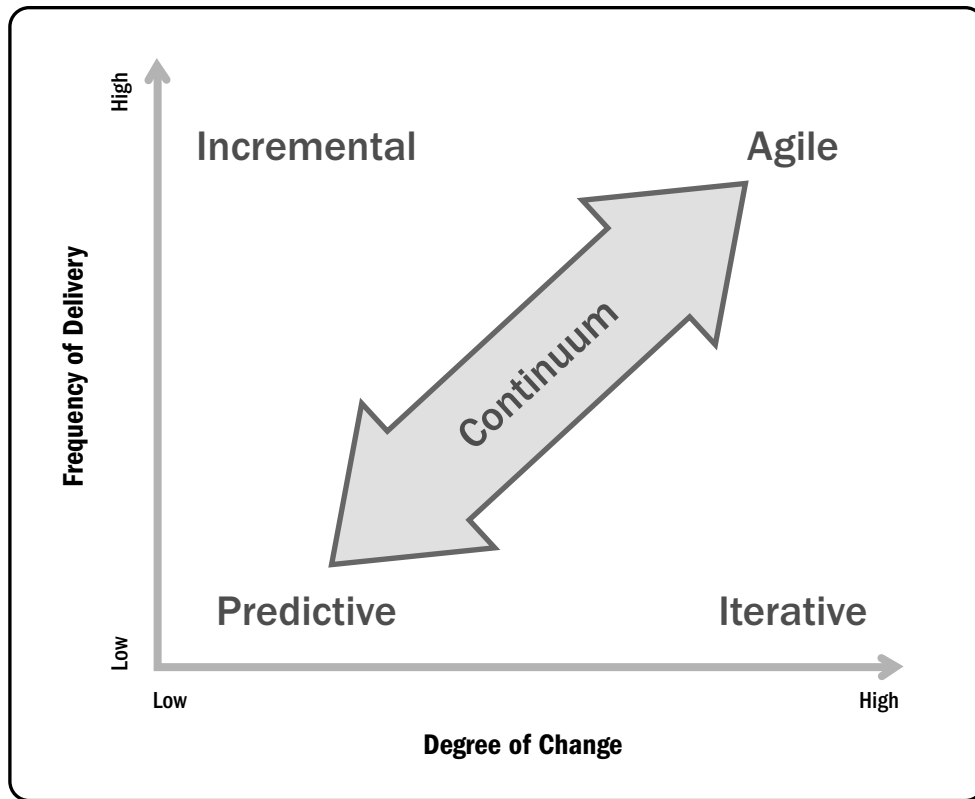 High
Incremental
Agile
Frequency of Delivery
Continuum
Predictive
Iterative
Low
Low
High
Degree of Change